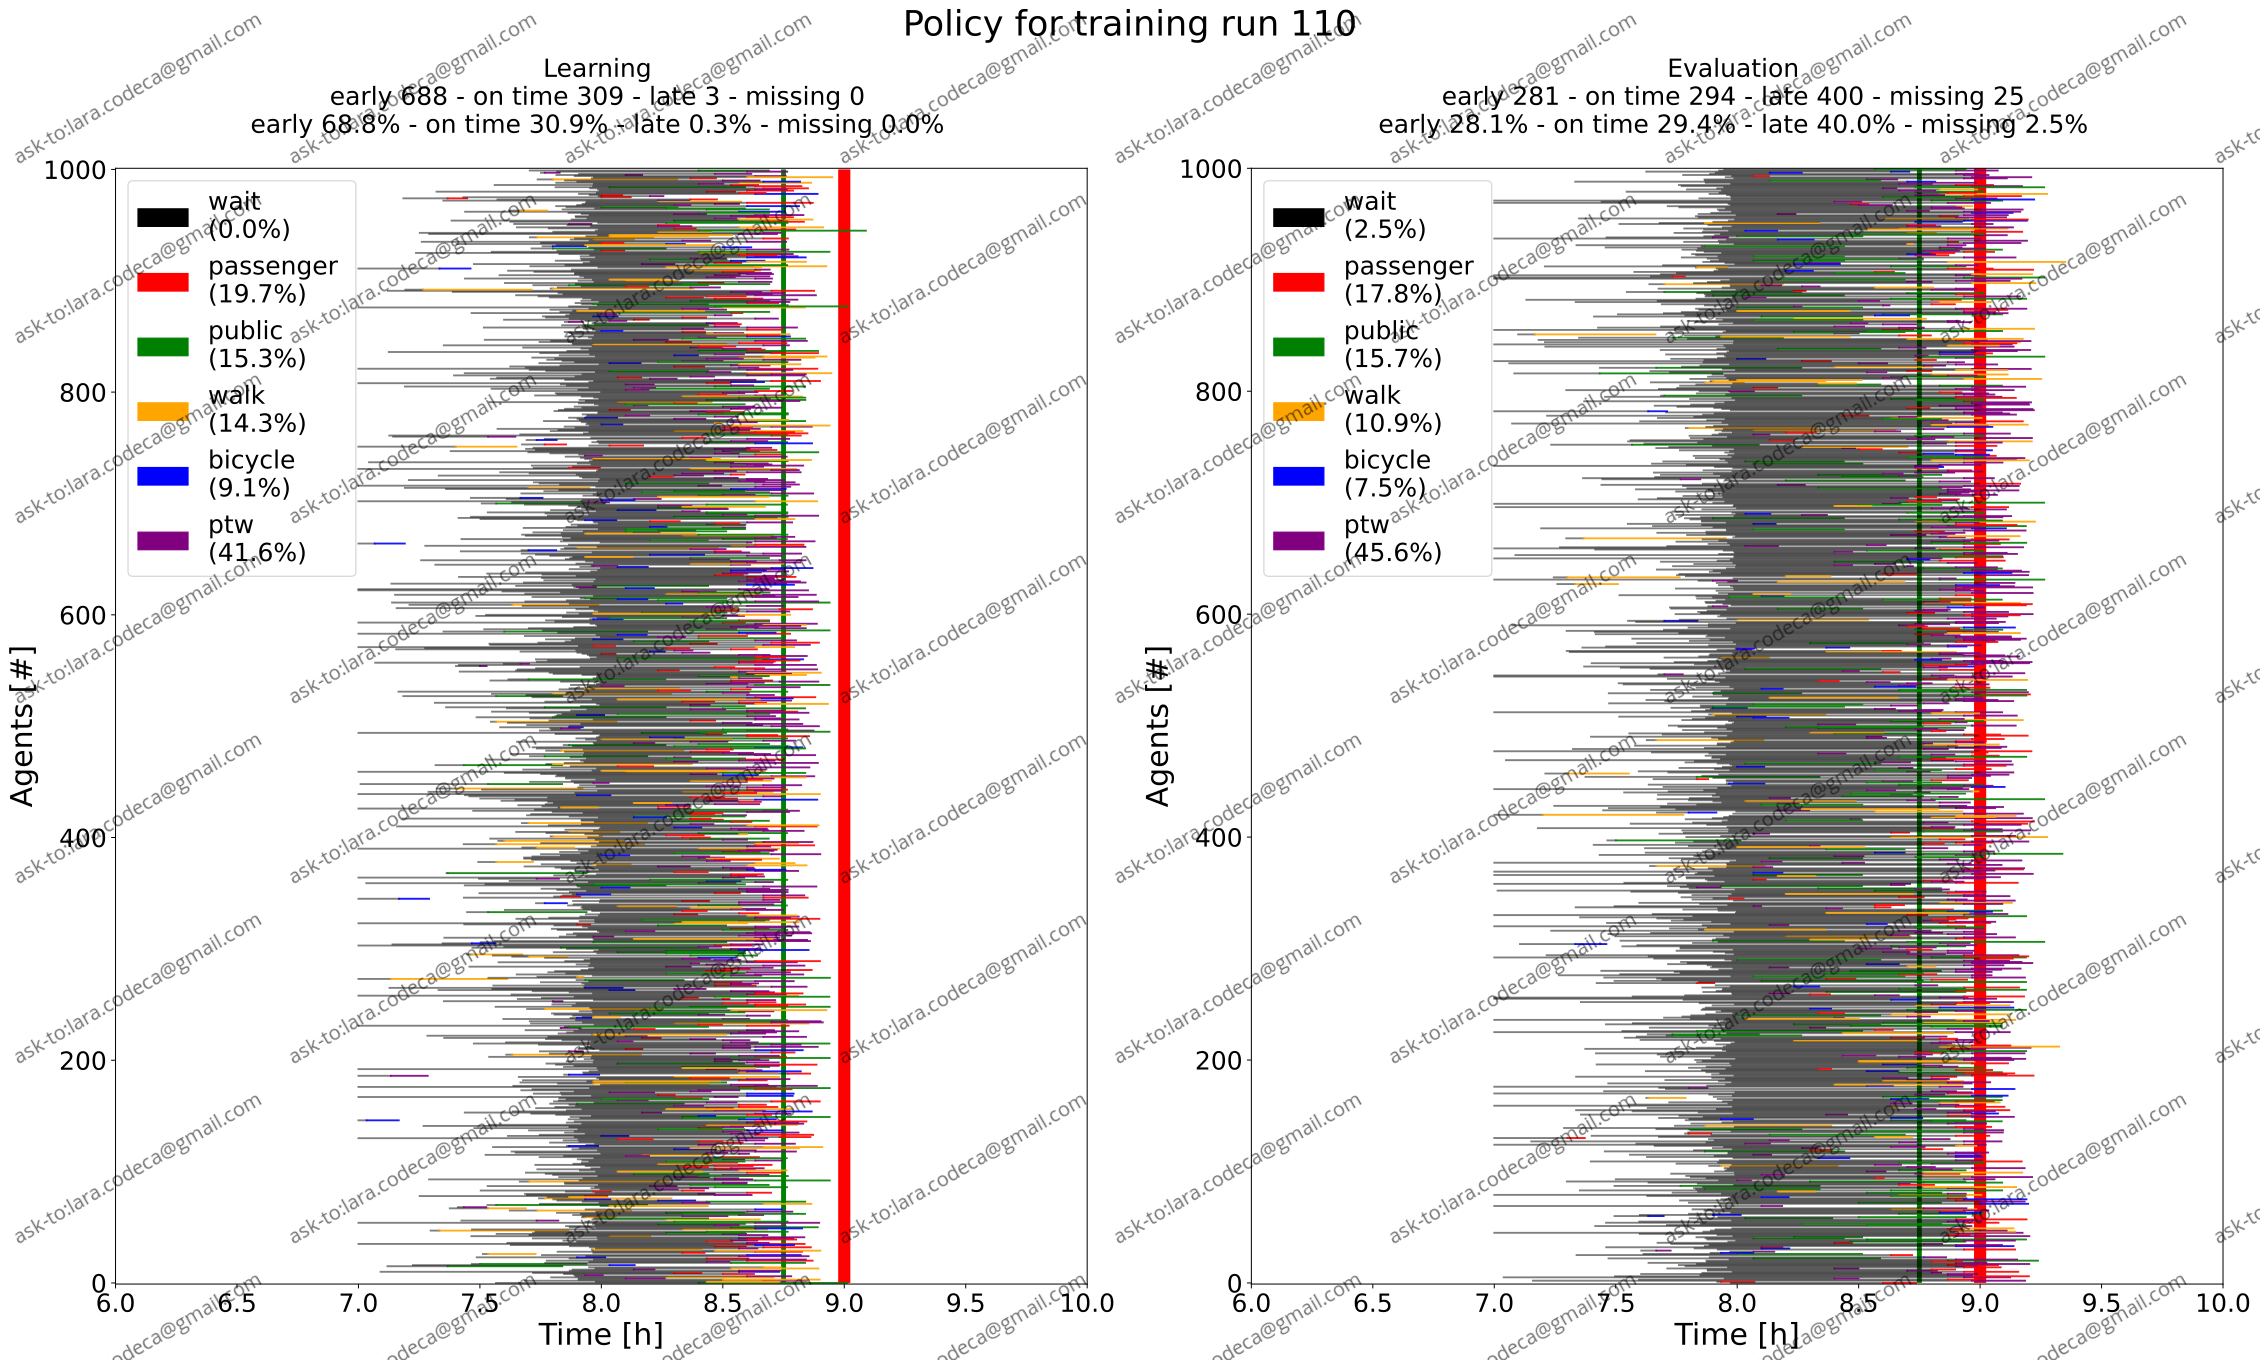 Policy for training run 110
Learning
early 688 - on time 309 - late 3 - missing 0
early 68.8% - on time 30.9% - late 0.3% - missing 0.0%
Evaluation
early 281 - on time 294 - late 400 - missing 25
early 28.1% - on time 29.4% - late 40.0% - missing 2.5%
wait
(0.0%)
passenger
(19.7%)
public
(15.3%)
walk
(14.3%)
bicycle
(9.1%)
ptw
(41.6%)
Agents [#]
1000
800
600
400
200
0
6.0 6.5 7.0 7.5 8.0 8.5 9.0 9.5 10.0
Time [h]
wait
(2.5%)
passenger
(17.8%)
public
(15.7%)
walk
(10.9%)
bicycle
(7.5%)
ptw
(45.6%)
Agents [#]
1000
800
600
400
200
0
6.0 6.5 7.0 7.5 8.0 8.5 9.0 9.5 10.0
Time [h]
ask-to:lara.codeca@gmail.com